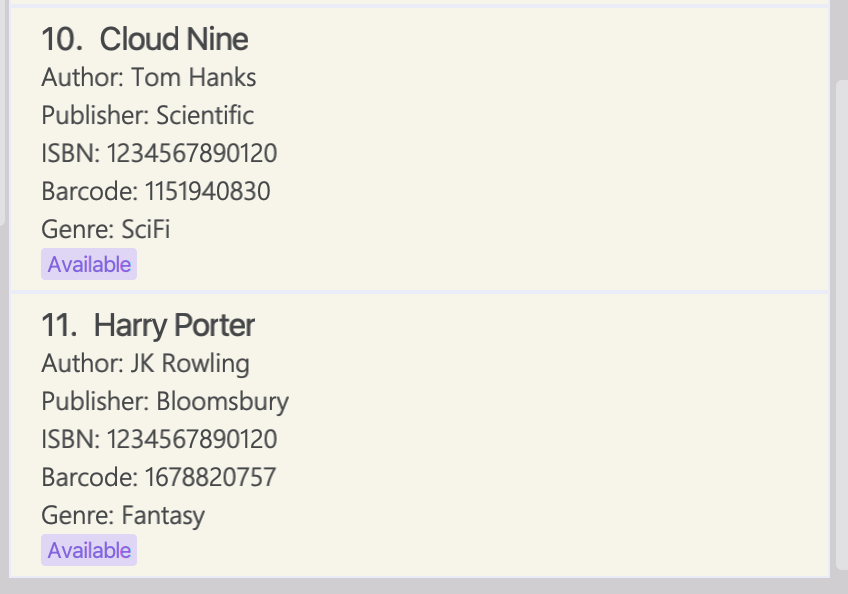 10. Cloud Nine
Author: Tom Hanks
Publisher: Scientific
ISBN: 1234567890120
Barcode: 1151940830
Genre: SciFi
Available
11. Harry Porter
Author: JK Rowling
Publisher: Bloomsbury
ISBN: 1234567890120
Barcode: 1678820757
Genre: Fantasy
Available